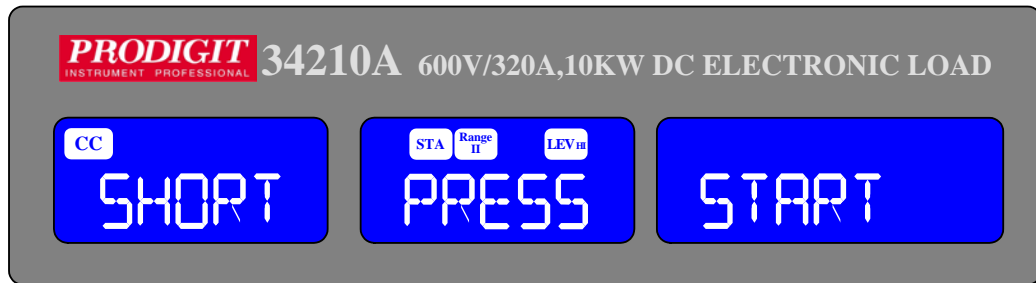 PRODIGIT
INSTRUMENT PROFESSIONAL
34210A 600V/320A,10KW DC ELECTRONIC LOAD
CC
STA Range II LEV HI
SHORT PRESS START